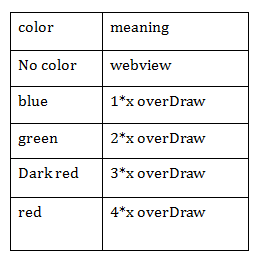 color meaning
No color webview
blue 1*x overDraw
green 2*x overDraw
Dark red 3*x overDraw
red 4*x overDraw